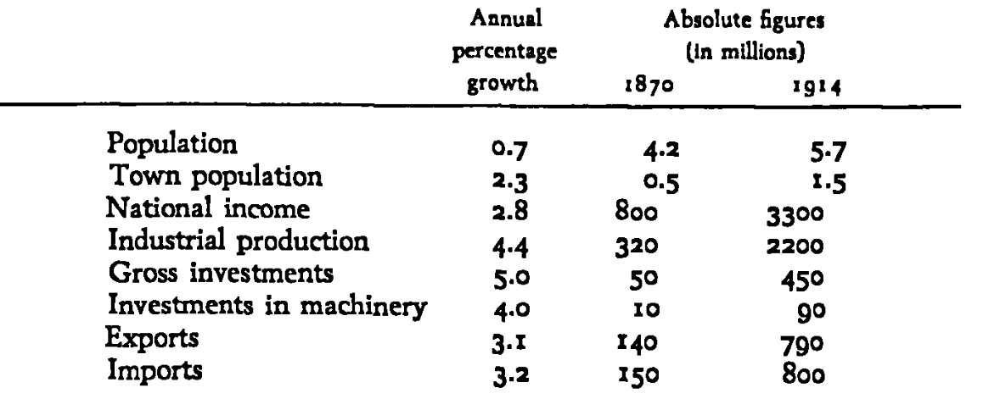 Annual Absolute figures
percentage (in millions)
growth 1870 1914
Population 0.7 4.2 5.7
Town population 2.3 0.5 1.5
National income 2.8 800 3300
Industrial production 4.4 320 2200
Gross investments 5.0 50 450
Investments in machinery 4.0 10 90
Exports 3.1 140 790
Imports 3.2 150 800